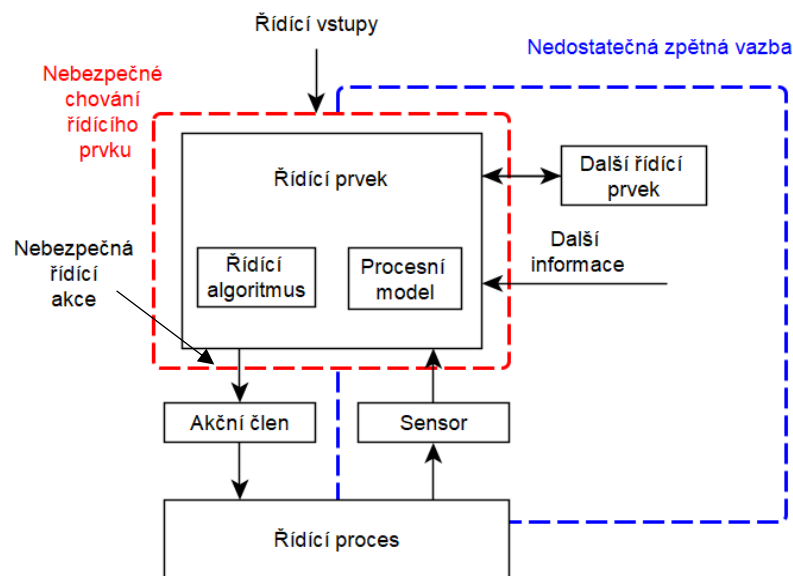 Řídící vstupy
Nedostatečná zpětná vazba
Nebezpečné
chování
řídícího
prvku
Řídící prvek
Další řídící
prvek
Nebezpečná
řídící
akce
Řídící
algoritmus
Procesní
model
Další
informace
Akční člen
Sensor
Řídící proces